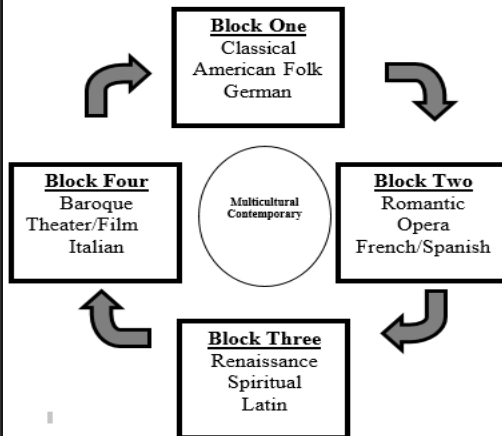 Block One
Classical
American Folk
German
Block Four
Baroque
Theater/Film
Italian
Multicultural
Contemporary
Block Two
Romantic
Opera
French/Spanish
Block Three
Renaissance
Spiritual
Latin